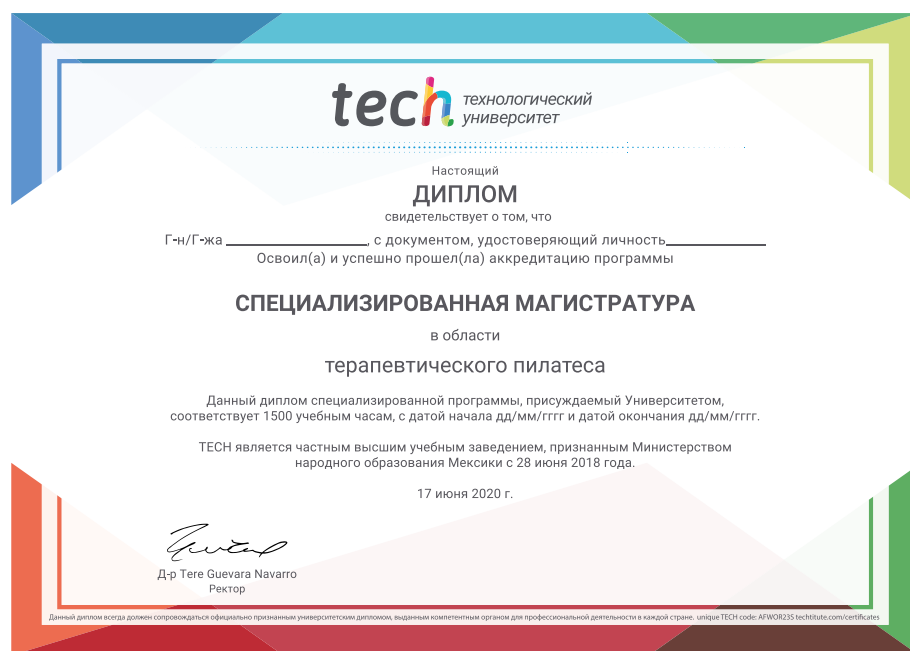 tech технологический
университет
Настоящий
ДИПЛОМ
свидетельствует о том, что
Г-н/Г-жа ____________________, с документом, удостоверяющий личность______________
Освоил(а) и успешно прошел(ла) аккредитацию программы
СПЕЦИАЛИЗИРОВАННАЯ МАГИСТРАТУРА
в области
терапевтического пилатеса
Данный диплом специализированной программы, присуждаемый Университетом,
соответствует 1500 учебным часам, с датой начала дд/мм/гггг и датой окончания дд/мм/гггг.
TECH является частным высшим учебным заведением, признанным Министерством
народного образования Мексики с 28 июня 2018 года.
17 июня 2020 г.
Д-р Tere Guevara Navarro
Ректор
Данный диплом всегда должен сопровождаться официально признанным университетским дипломом, выданным компетентным органом для профессиональной деятельности в каждой стране. unique TECH code: AFWOR23S techtitute.com/certificates